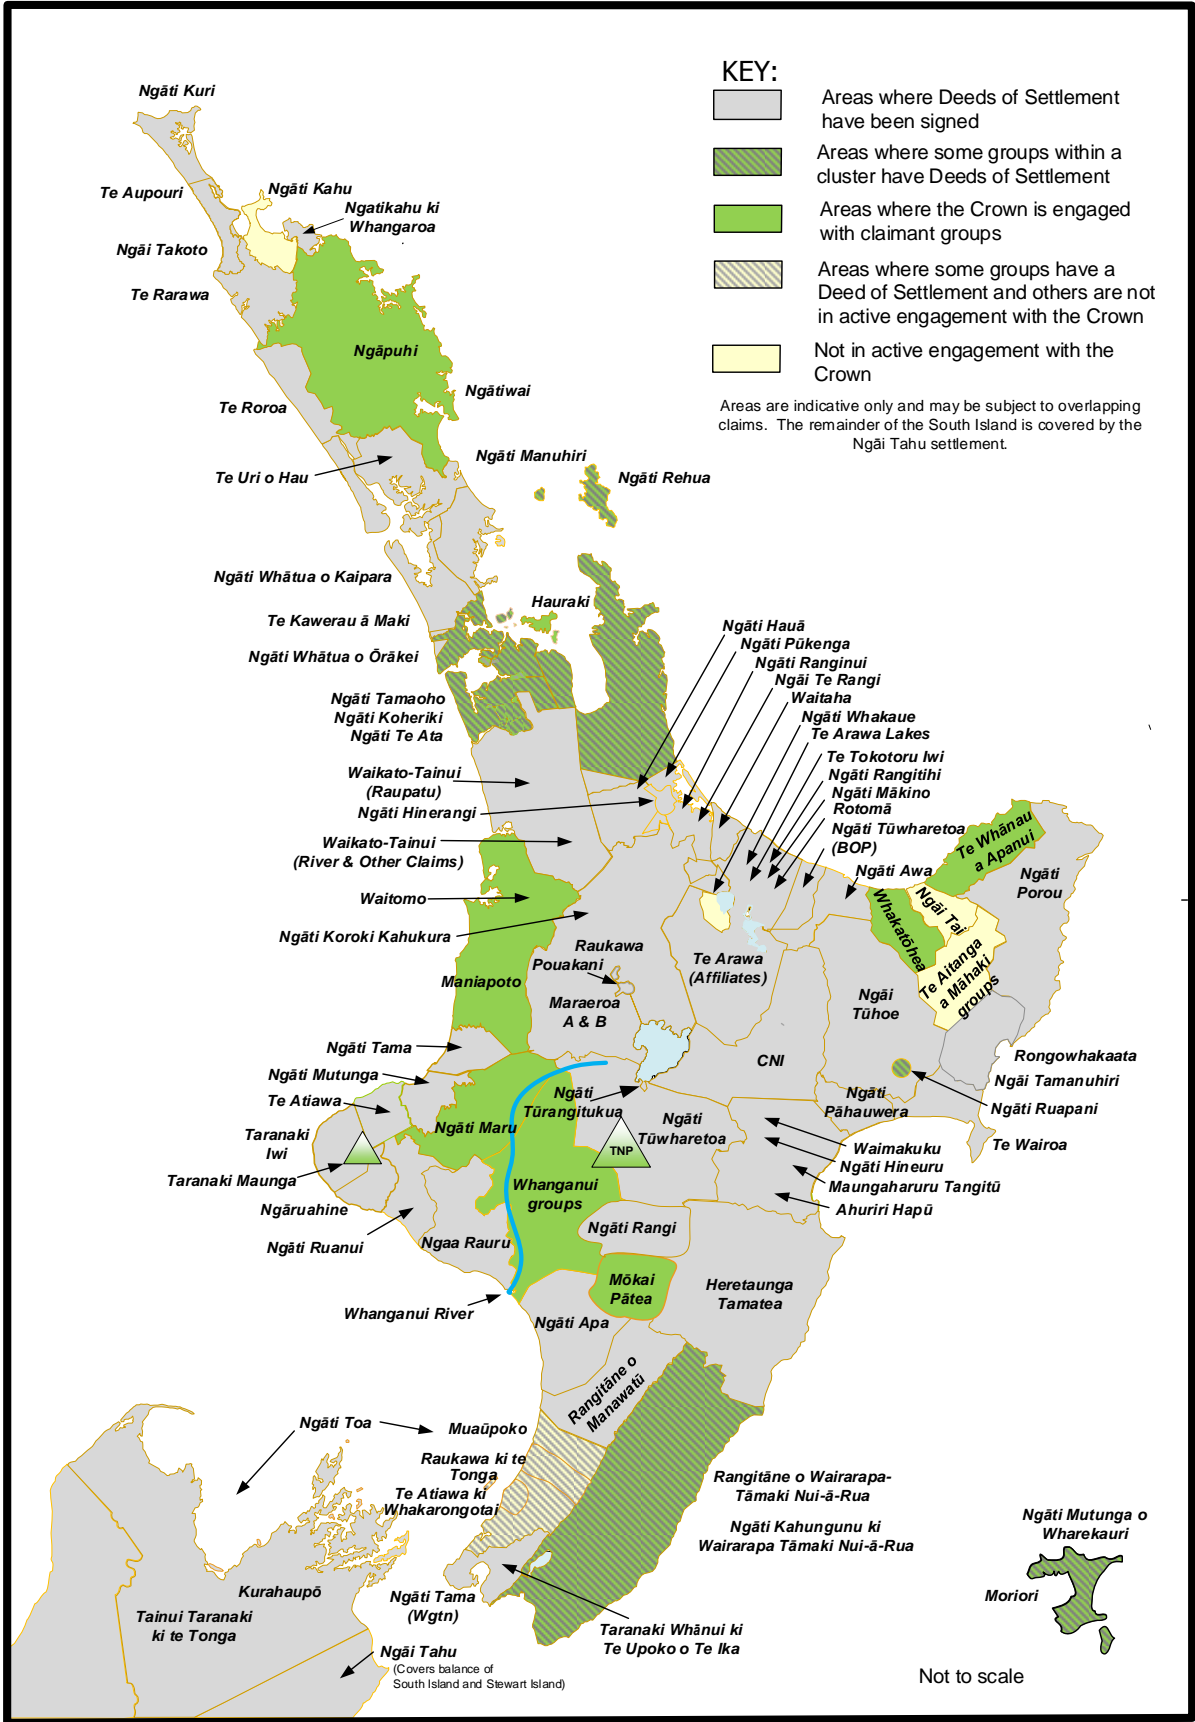 KEY:
Areas where Deeds of Settlement
have been signed
Areas where some groups within a
cluster have Deeds of Settlement
Areas where the Crown is engaged
with claimant groups
Areas where some groups have a
Deed of Settlement and others are not
in active engagement with the Crown
Not in active engagement with the
Crown
Areas are indicative only and may be subject to overlapping
claims. The remainder of the South Island is covered by the
Ngāi Tahu settlement.
Ngāti Kuri
Te Aupouri
Ngāti Kahu
Ngatikahu ki
Whangaroa
Ngāi Takoto
Te Rarawa
Ngāpuhi
Ngātiwai
Te Roroa
Ngāti Manuhiri
Te Uri o Hau
Ngāti Rehua
Ngāti Whātua o Kaipara
Hauraki
Te Kawerau ā Maki
Ngāti Whātua o Ōrākei
Ngāti Tamaoho
Ngāti Koheriki
Ngāti Te Ata
Ngāti Hauā
Ngāti Pūkenga
Ngāti Ranginui
Ngāi Te Rangi
Waitaha
Ngāti Whakaue
Te Arawa Lakes
Te Tokotoru Iwi
Ngāti Rangitihi
Ngāti Mākino
Rotomā
Ngāti Tūwharetoa
(BOP)
Ngāti Awa
Waikato-Tainui
(Raupatu)
Ngāti Hinerangi
Waikato-Tainui
(River & Other Claims)
Waitomo
Ngāti Koroki Kahukura
Te Whānau
a Apanui
Ngāti
Porou
Ngāi Tai
Whakatōhea
Te Aitanga
a Māhaki
groups
Raukawa
Pouakani
Te Arawa
(Affiliates)
Maniapoto
Maraeroa
A & B
Ngāi
Tūhoe
Ngāti Tama
CNI
Rongowhakaata
Ngāti Mutunga
Ngāi Tamanuhiri
Te Atiawa
Ngāti
Tūrangitukua
Ngāti
Pāhauwera
Ngāti Ruapani
Taranaki
Iwi
Ngāti Maru
Ngāti
Tūwharetoa
TNP
Waimakuku
Te Wairoa
Ngāti Hineuru
Taranaki Maunga
Whanganui
groups
Maungaharuru Tangitū
Ngāruahine
Ahuriri Hapū
Ngāti Ruanui
Ngaa Rauru
Ngāti Rangi
Mōkai
Pātea
Heretaunga
Tamatea
Whanganui River
Ngāti Apa
Rangitāne o
Manawatū
Ngāti Toa
Muaūpoko
Raukawa ki te
Tonga
Te Atiawa ki
Whakarongotai
Rangitāne o Wairarapa-
Tāmaki Nui-ā-Rua
Ngāti Kahungunu ki
Wairarapa Tāmaki Nui-ā-Rua
Ngāti Mutunga o
Wharekauri
Moriori
Kurahaupō
Ngāti Tama
(Wgtn)
Tainui Taranaki
ki te Tonga
Taranaki Whānui ki
Te Upoko o Te Ika
Ngāi Tahu
(Covers balance of
South Island and Stewart Island)
Not to scale